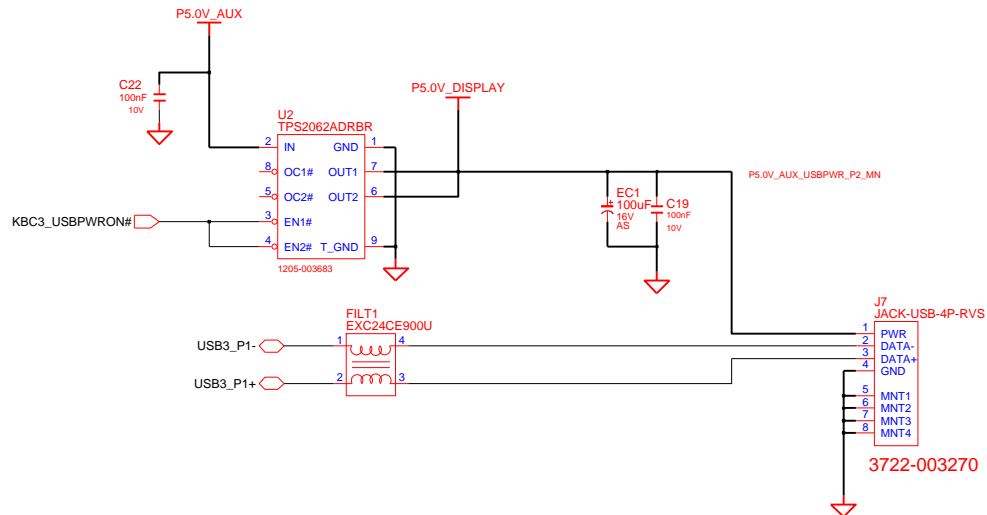 P5.0V_AUX
C22
100nF
10V
P5.0V_DISPLAY
U2
TPS2062ADRBR
2 IN GND 1
8 OC1# OUT1 7
5 OC2# OUT2 6
3 EN1#
4 EN2# T_GND 9
1205-003683
KBC3_USBPWRON#
P5.0V_AUX_USBPWR_P2_MN
EC1
100uF
16V
AS
C19
100nF
10V
J7
JACK-USB-4P-RVS
1 PWR
2 DATA-
3 DATA+
4 GND
5 MNT1
6 MNT2
7 MNT3
8 MNT4
3722-003270
FILT1
EXC24CE900U
USB3_P1- 1 4
USB3_P1+ 2 3